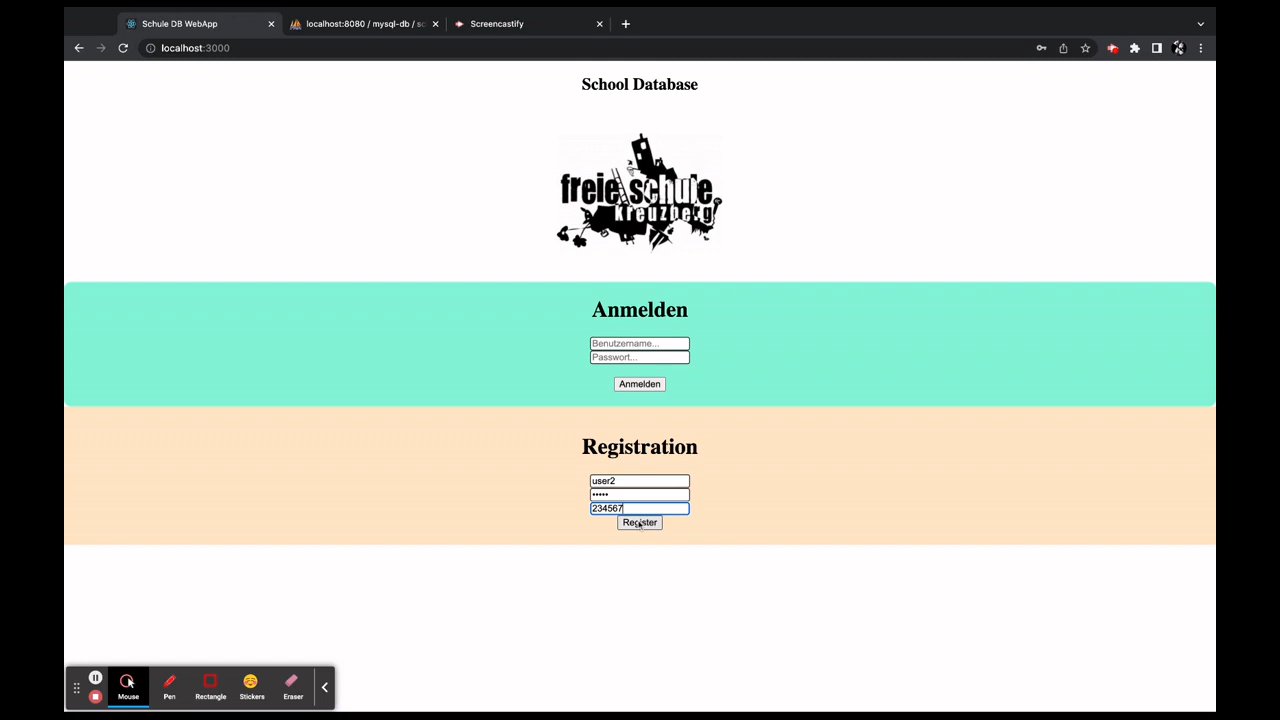 Schule DB WebApp
localhost:8080 / mysql-db / sc
Screencastify
localhost:3000
School Database
freie schule
kreuzberg
Anmelden
Benutzername...
Passwort...
Anmelden
Registration
user2
•••••
234567
Register
Mouse
Pen
Rectangle
Stickers
Eraser